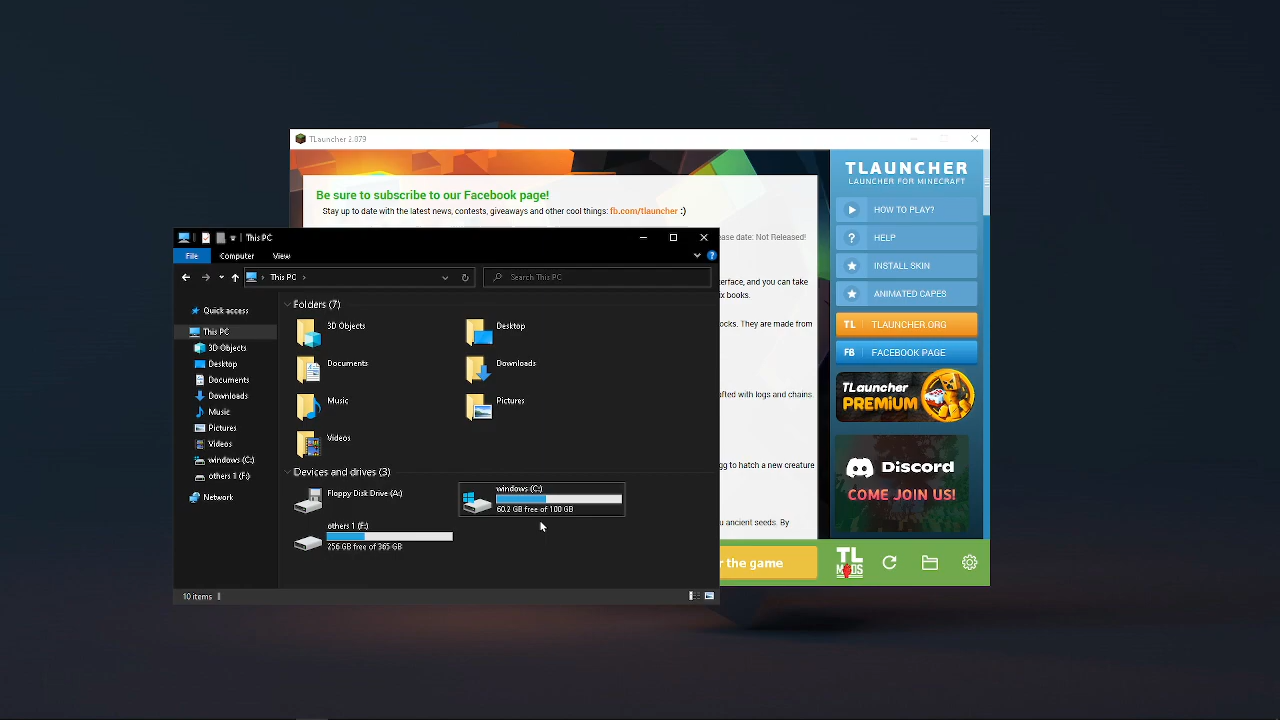 TLauncher 2.879
Be sure to subscribe to our Facebook page!
Stay up to date with the latest news, contests, giveaways and other cool things: fb.com/tlauncher :)
ease date: Not Released!
erface, and you can take
ix books.
ocks. They are made from
afted with logs and chains.
gg to hatch a new creature
u ancient seeds. By
r the game
TLAUNCHER
LAUNCHER FOR MINECRAFT
HOW TO PLAY?
? HELP
INSTALL SKIN
ANIMATED CAPES
TL TLAUNCHER ORG
FB FACEBOOK PAGE
TLauncher
PREMIUM
Discord
COME JOIN US!
TL
MODS
This PC
File Computer View
This PC
Search This PC
Quick access
This PC
3D Objects
Desktop
Documents
Downloads
Music
Pictures
Videos
windows (C:)
others 1 (F:)
Network
Folders (7)
3D Objects
Desktop
Documents
Downloads
Music
Pictures
Videos
Devices and drives (3)
Floppy Disk Drive (A:)
windows (C:)
60.2 GB free of 100 GB
others 1 (F:)
256 GB free of 365 GB
10 items